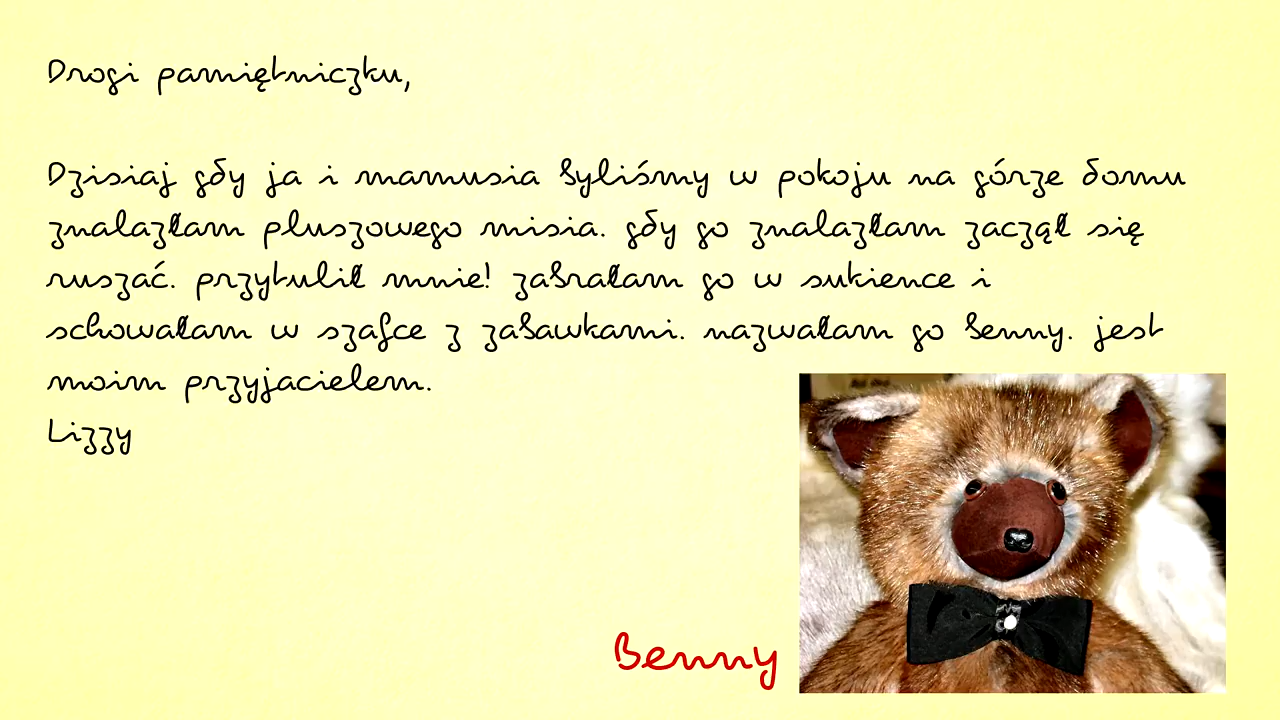 Drogi pamiętniczku,
Dzisiaj gdy ja i mamusia byliśmy w pokoju na górze domu
znalazłam pluszowego misia. gdy go znalazłam zaczął się
ruszać. przytulił mnie! zabrałam go w sukience i
schowałam w szafce z zabawkami. nazwałam go benny. jest
moim przyjacielem.
Lizzy
Benny